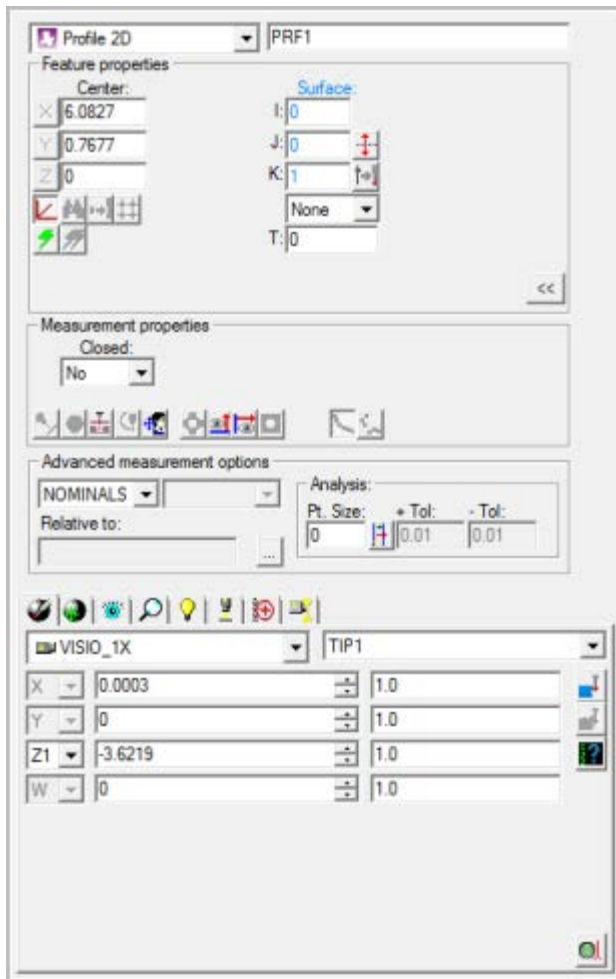 Profile 2D PRF1
Feature properties
Center: Surface:
X 6.0827 I: 0
Y 0.7677 J: 0
Z 0 K: 1
None
T: 0
<<
Measurement properties
Closed:
No
Advanced measurement options
NOMINALS Analysis:
Pt. Size: + Tol: - Tol:
Relative to: 0 0.01 0.01
...
VISIO_1X TIP1
X 0.0003 1.0
Y 0 1.0
Z1 -3.6219 1.0
W 0 1.0